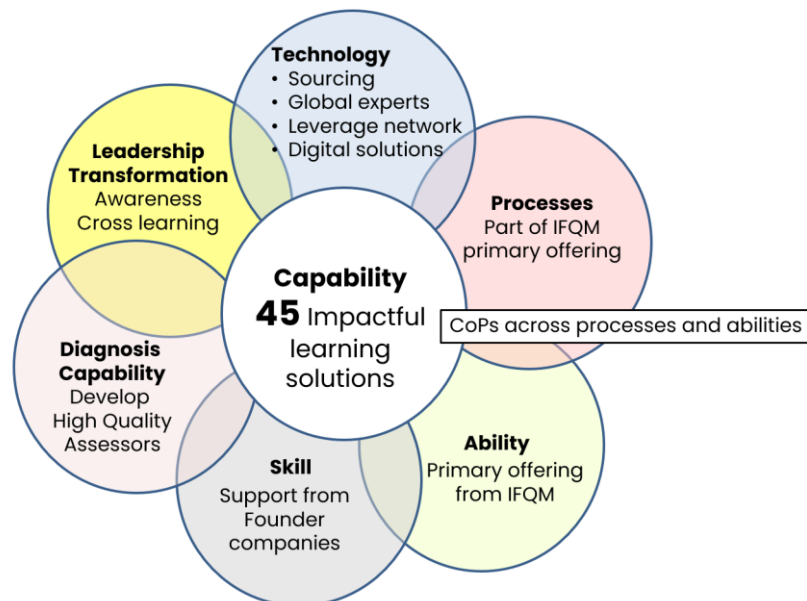 Technology
• Sourcing
• Global experts
• Leverage network
• Digital solutions
Leadership
Transformation
Awareness
Cross learning
Processes
Part of IFQM
primary offering
Capability
45 Impactful
learning
solutions
CoPs across processes and abilities
Diagnosis
Capability
Develop
High Quality
Assessors
Skill
Support from
Founder
companies
Ability
Primary offering
from IFQM